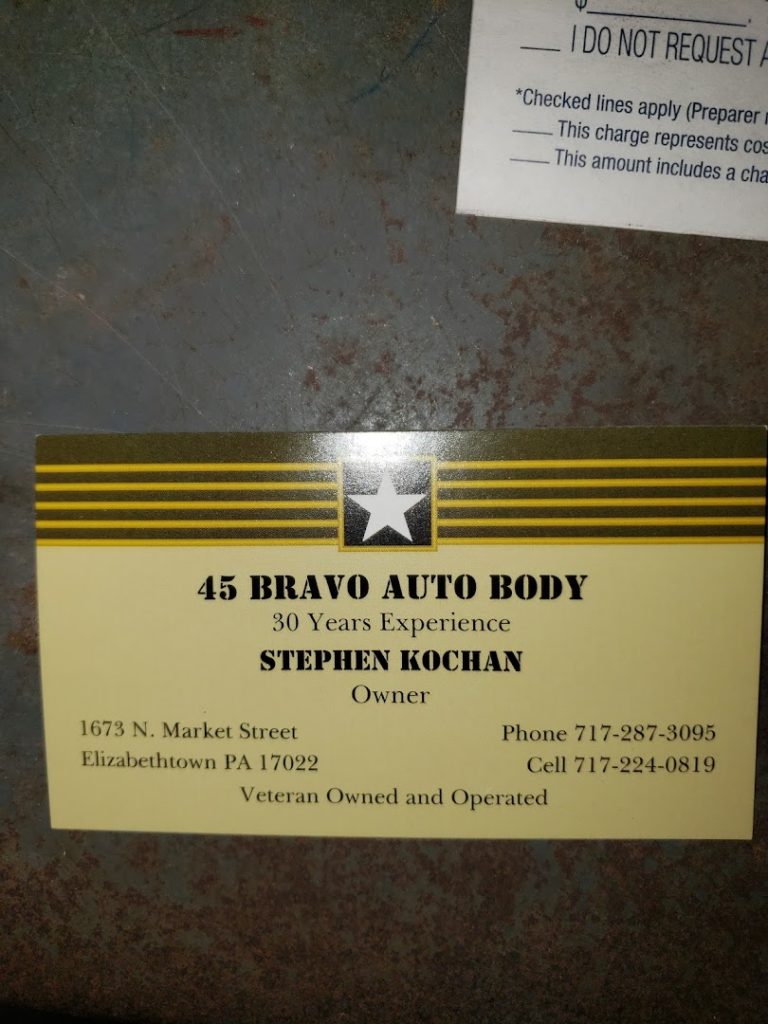 $
I DO NOT REQUEST
*Checked lines apply (Preparer
This charge represents
This amount includes a
45 BRAVO AUTO BODY
30 Years Experience
STEPHEN KOCHAN
Owner
1673 N. Market Street
Phone 717-287-3095
Elizabethtown PA 17022
Cell 717-224-0819
Veteran Owned and Operated